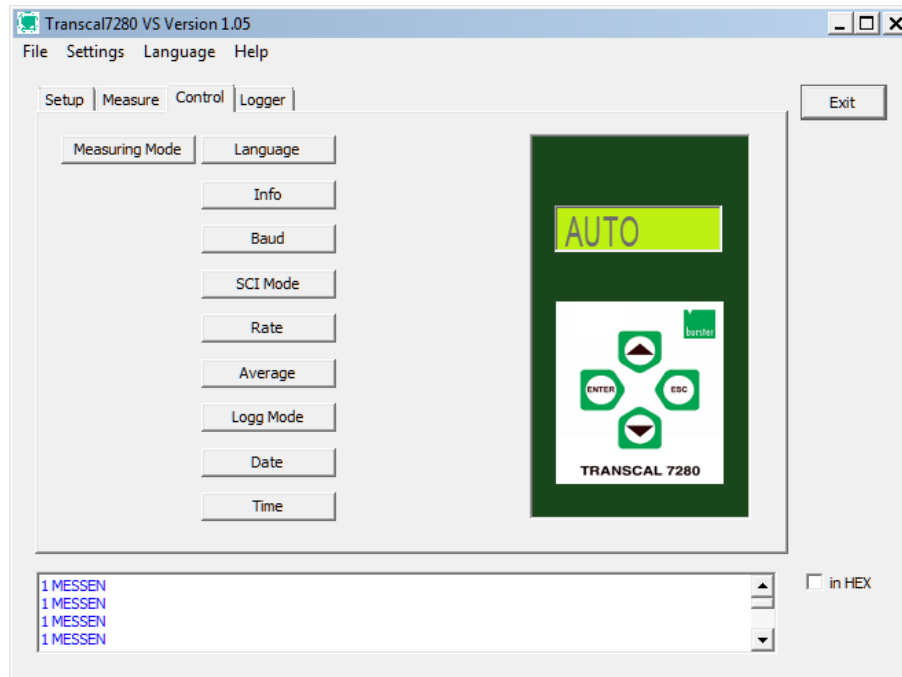 Transcal7280 VS Version 1.05
File Settings Language Help
Setup Measure Control Logger
Exit
Measuring Mode Language
Info
Baud
SCI Mode
Rate
Average
Logg Mode
Date
Time
AUTO
burster
ENTER ESC
TRANSCAL 7280
1 MESSEN
1 MESSEN
1 MESSEN
1 MESSEN
in HEX